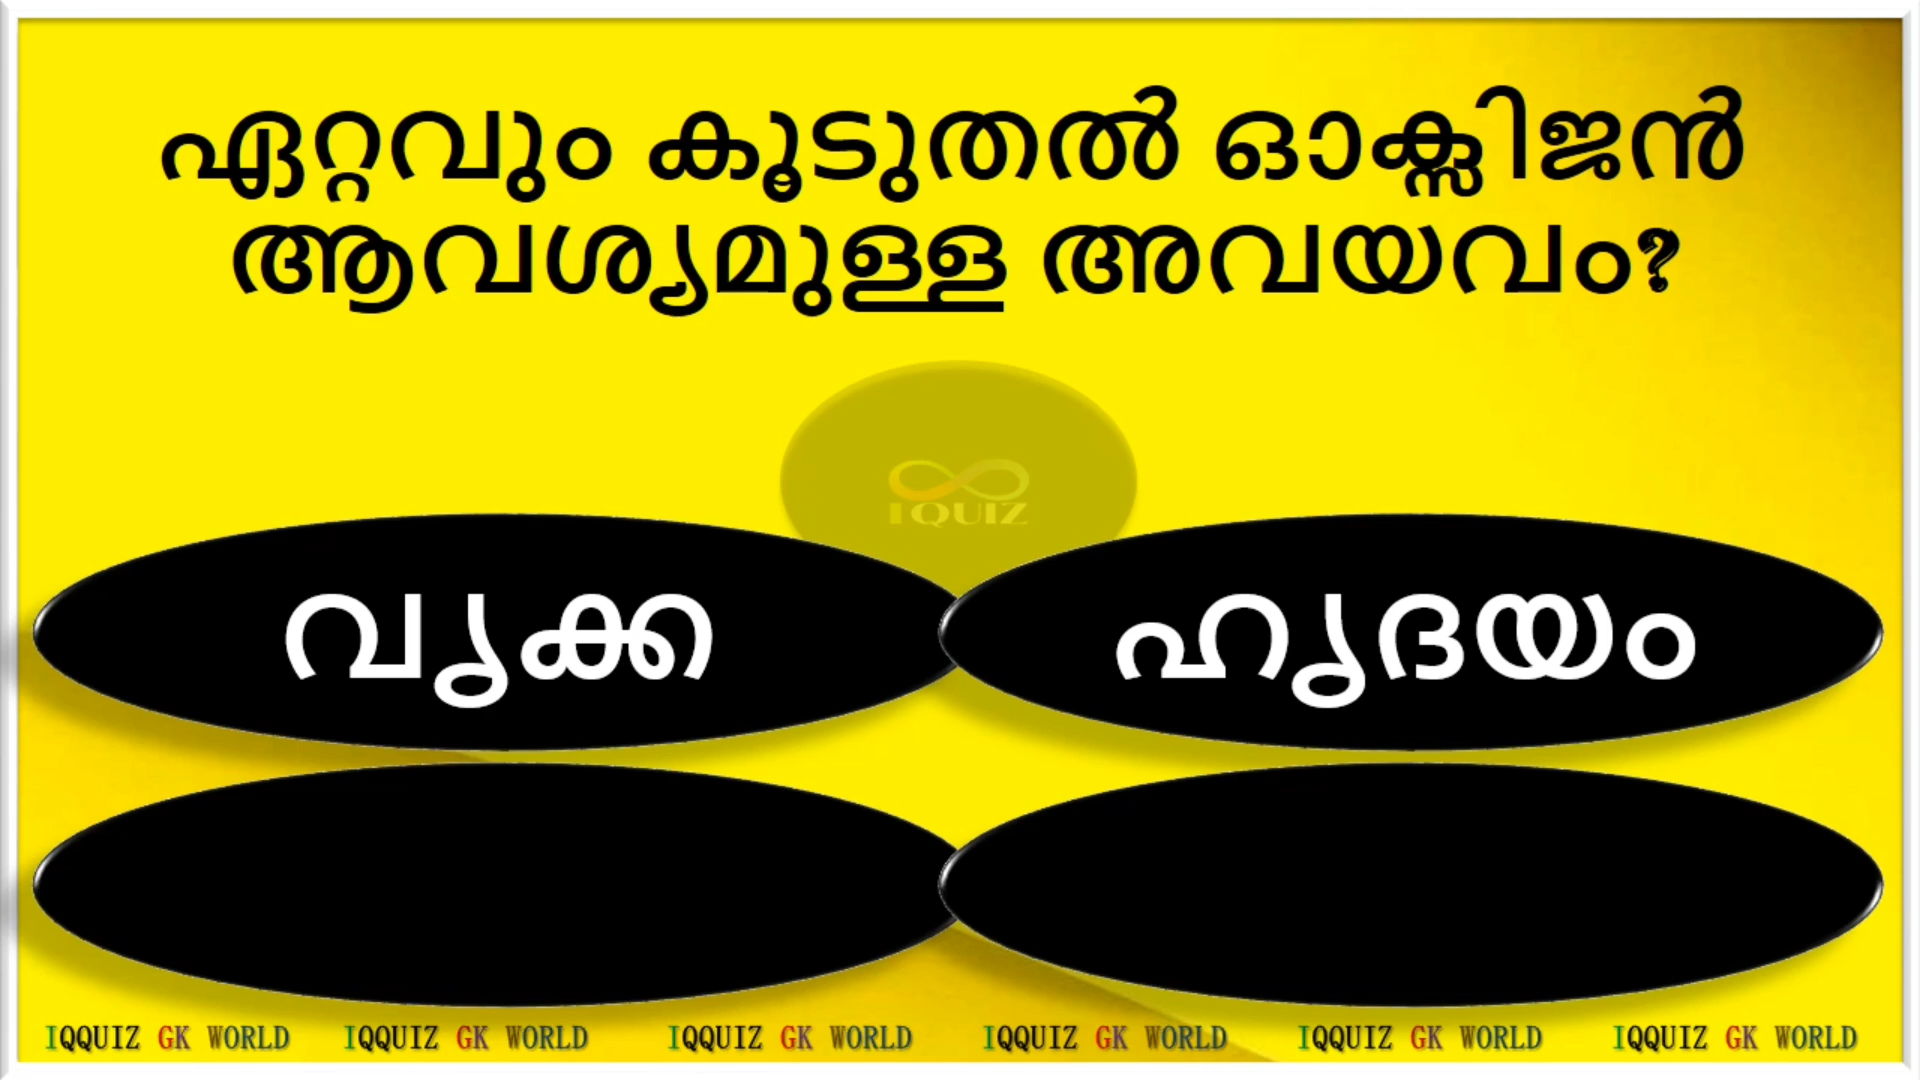 ഏറ്റവും കൂടുതൽ ഓക്സിജൻ
ആവശ്യമുള്ള അവയവം?
IQUIZ
വൃക്ക
ഹൃദയം
IQQUIZ GK WORLD IQQUIZ GK WORLD IQQUIZ GK WORLD IQQUIZ GK WORLD IQQUIZ GK WORLD IQQUIZ GK WORLD